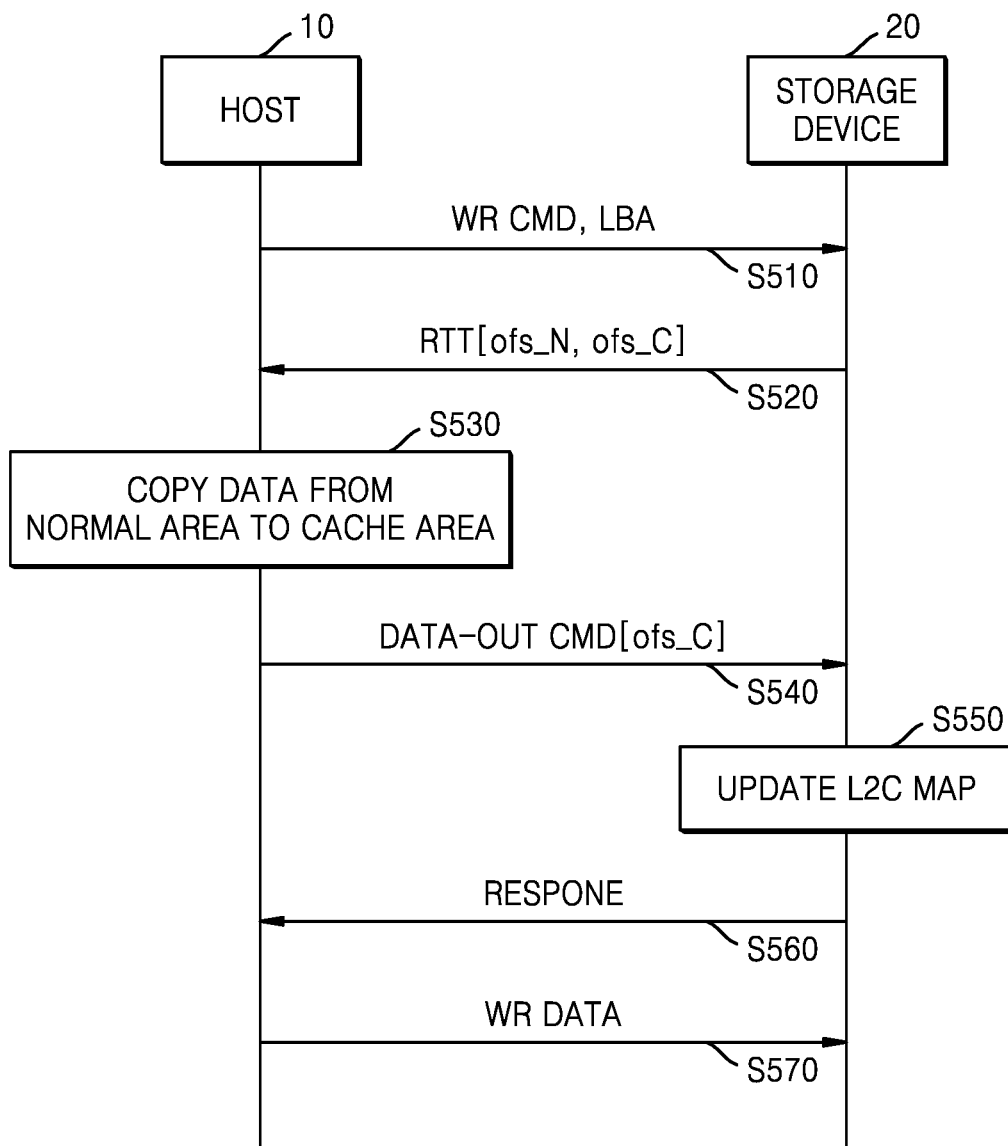 10
20
HOST
STORAGE
DEVICE
WR CMD, LBA
S510
RTT[ofs_N, ofs_C]
S520
S530
COPY DATA FROM
NORMAL AREA TO CACHE AREA
DATA-OUT CMD[ofs_C]
S540
S550
UPDATE L2C MAP
RESPONE
S560
WR DATA
S570